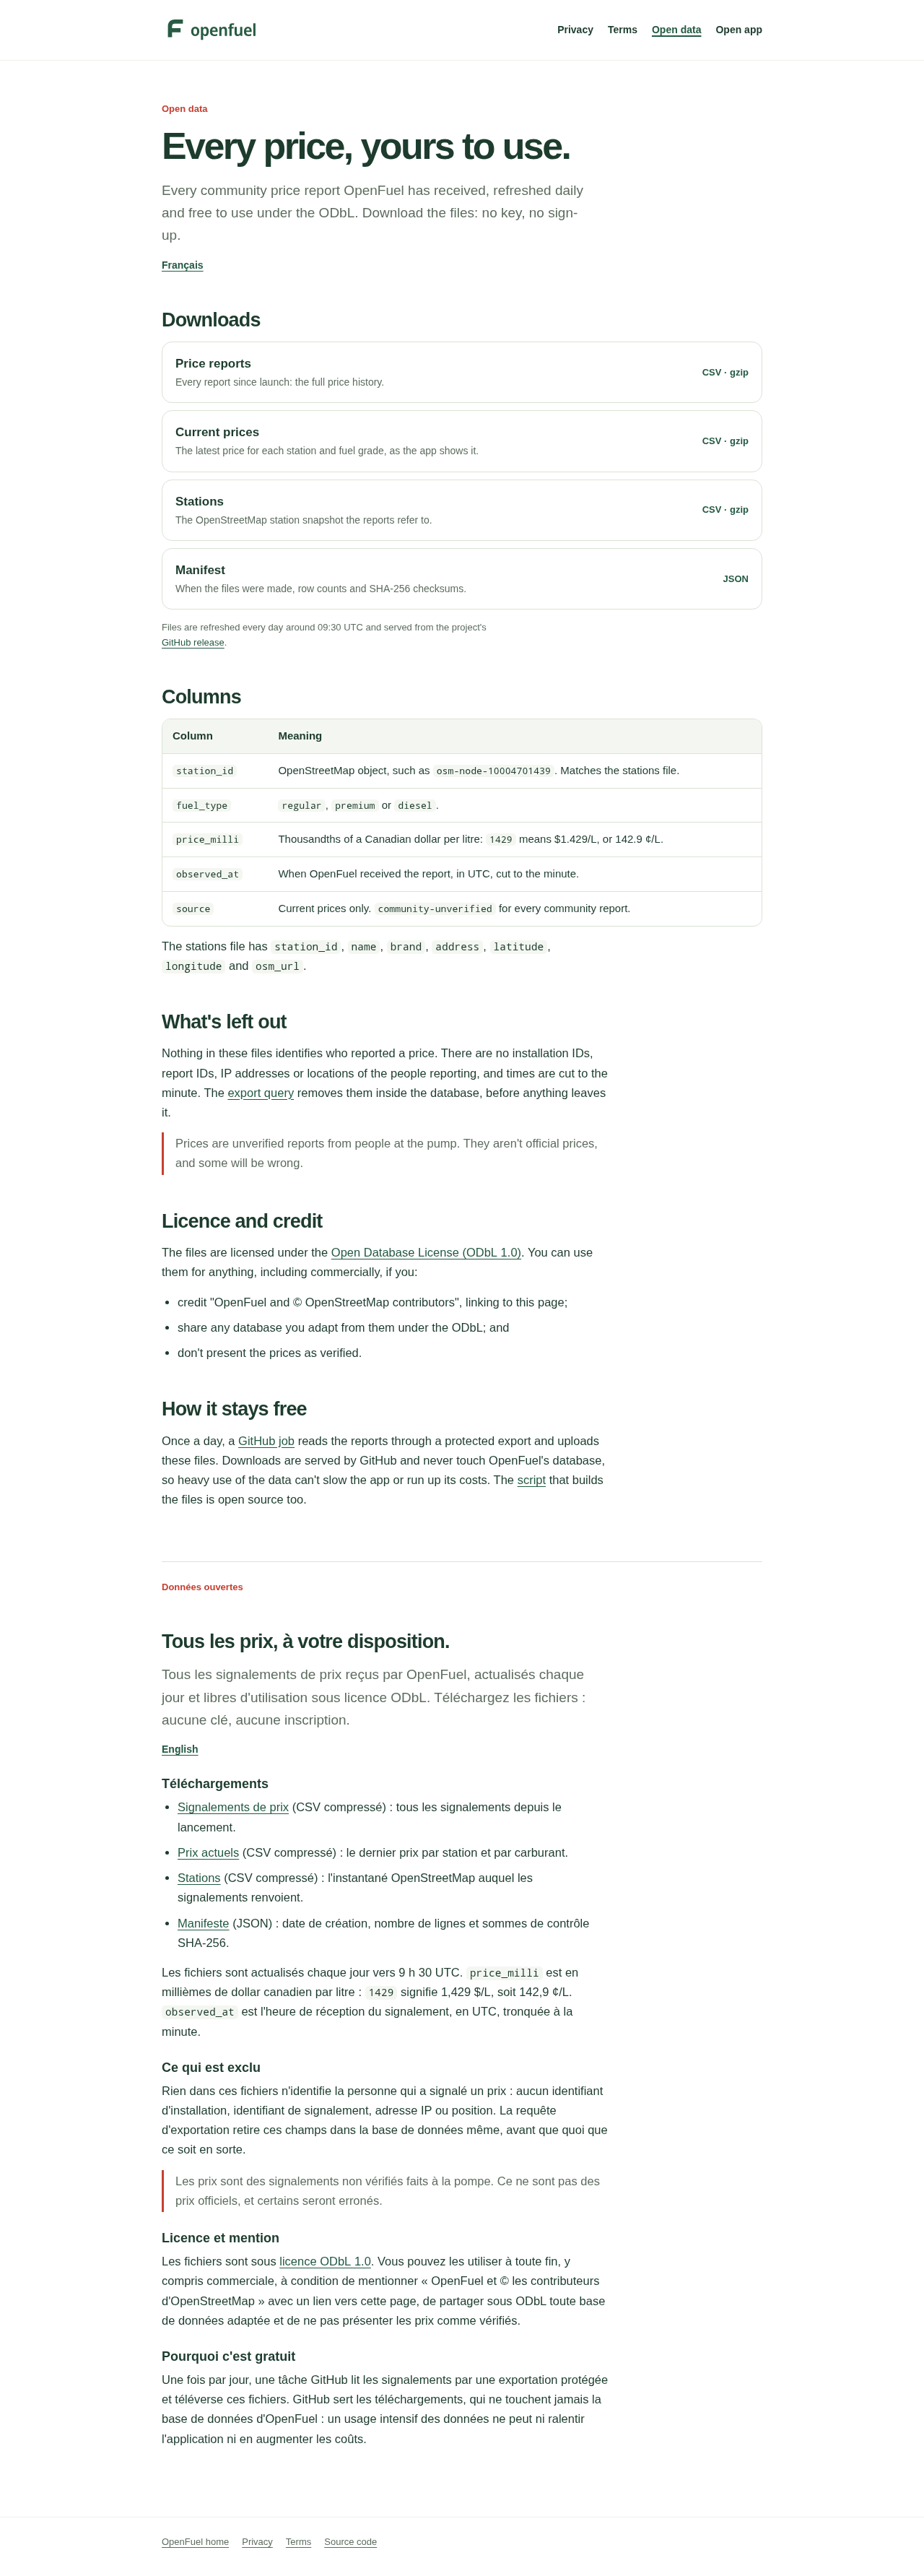 openfuel
Privacy Terms Open data Open app
Open data
Every price, yours to use.
Every community price report OpenFuel has received, refreshed daily
and free to use under the ODbL. Download the files: no key, no sign-
up.
Français
Downloads
Price reports
Every report since launch: the full price history.
CSV · gzip
Current prices
The latest price for each station and fuel grade, as the app shows it.
CSV · gzip
Stations
The OpenStreetMap station snapshot the reports refer to.
CSV · gzip
Manifest
When the files were made, row counts and SHA-256 checksums.
JSON
Files are refreshed every day around 09:30 UTC and served from the project's
GitHub release.
Columns
Column Meaning
station_id OpenStreetMap object, such as osm-node-10004701439. Matches the stations file.
fuel_type regular, premium or diesel.
price_milli Thousandths of a Canadian dollar per litre: 1429 means $1.429/L, or 142.9 ¢/L.
observed_at When OpenFuel received the report, in UTC, cut to the minute.
source Current prices only. community-unverified for every community report.
The stations file has station_id, name, brand, address, latitude,
longitude and osm_url.
What's left out
Nothing in these files identifies who reported a price. There are no installation IDs,
report IDs, IP addresses or locations of the people reporting, and times are cut to the
minute. The export query removes them inside the database, before anything leaves
it.
Prices are unverified reports from people at the pump. They aren't official prices,
and some will be wrong.
Licence and credit
The files are licensed under the Open Database License (ODbL 1.0). You can use
them for anything, including commercially, if you:
• credit "OpenFuel and © OpenStreetMap contributors", linking to this page;
• share any database you adapt from them under the ODbL; and
• don't present the prices as verified.
How it stays free
Once a day, a GitHub job reads the reports through a protected export and uploads
these files. Downloads are served by GitHub and never touch OpenFuel's database,
so heavy use of the data can't slow the app or run up its costs. The script that builds
the files is open source too.
Données ouvertes
Tous les prix, à votre disposition.
Tous les signalements de prix reçus par OpenFuel, actualisés chaque
jour et libres d'utilisation sous licence ODbL. Téléchargez les fichiers :
aucune clé, aucune inscription.
English
Téléchargements
• Signalements de prix (CSV compressé) : tous les signalements depuis le
lancement.
• Prix actuels (CSV compressé) : le dernier prix par station et par carburant.
• Stations (CSV compressé) : l'instantané OpenStreetMap auquel les
signalements renvoient.
• Manifeste (JSON) : date de création, nombre de lignes et sommes de contrôle
SHA-256.
Les fichiers sont actualisés chaque jour vers 9 h 30 UTC. price_milli est en
millièmes de dollar canadien par litre : 1429 signifie 1,429 $/L, soit 142,9 ¢/L.
observed_at est l'heure de réception du signalement, en UTC, tronquée à la
minute.
Ce qui est exclu
Rien dans ces fichiers n'identifie la personne qui a signalé un prix : aucun identifiant
d'installation, identifiant de signalement, adresse IP ou position. La requête
d'exportation retire ces champs dans la base de données même, avant que quoi que
ce soit en sorte.
Les prix sont des signalements non vérifiés faits à la pompe. Ce ne sont pas des
prix officiels, et certains seront erronés.
Licence et mention
Les fichiers sont sous licence ODbL 1.0. Vous pouvez les utiliser à toute fin, y
compris commerciale, à condition de mentionner « OpenFuel et © les contributeurs
d'OpenStreetMap » avec un lien vers cette page, de partager sous ODbL toute base
de données adaptée et de ne pas présenter les prix comme vérifiés.
Pourquoi c'est gratuit
Une fois par jour, une tâche GitHub lit les signalements par une exportation protégée
et téléverse ces fichiers. GitHub sert les téléchargements, qui ne touchent jamais la
base de données d'OpenFuel : un usage intensif des données ne peut ni ralentir
l'application ni en augmenter les coûts.
OpenFuel home Privacy Terms Source code